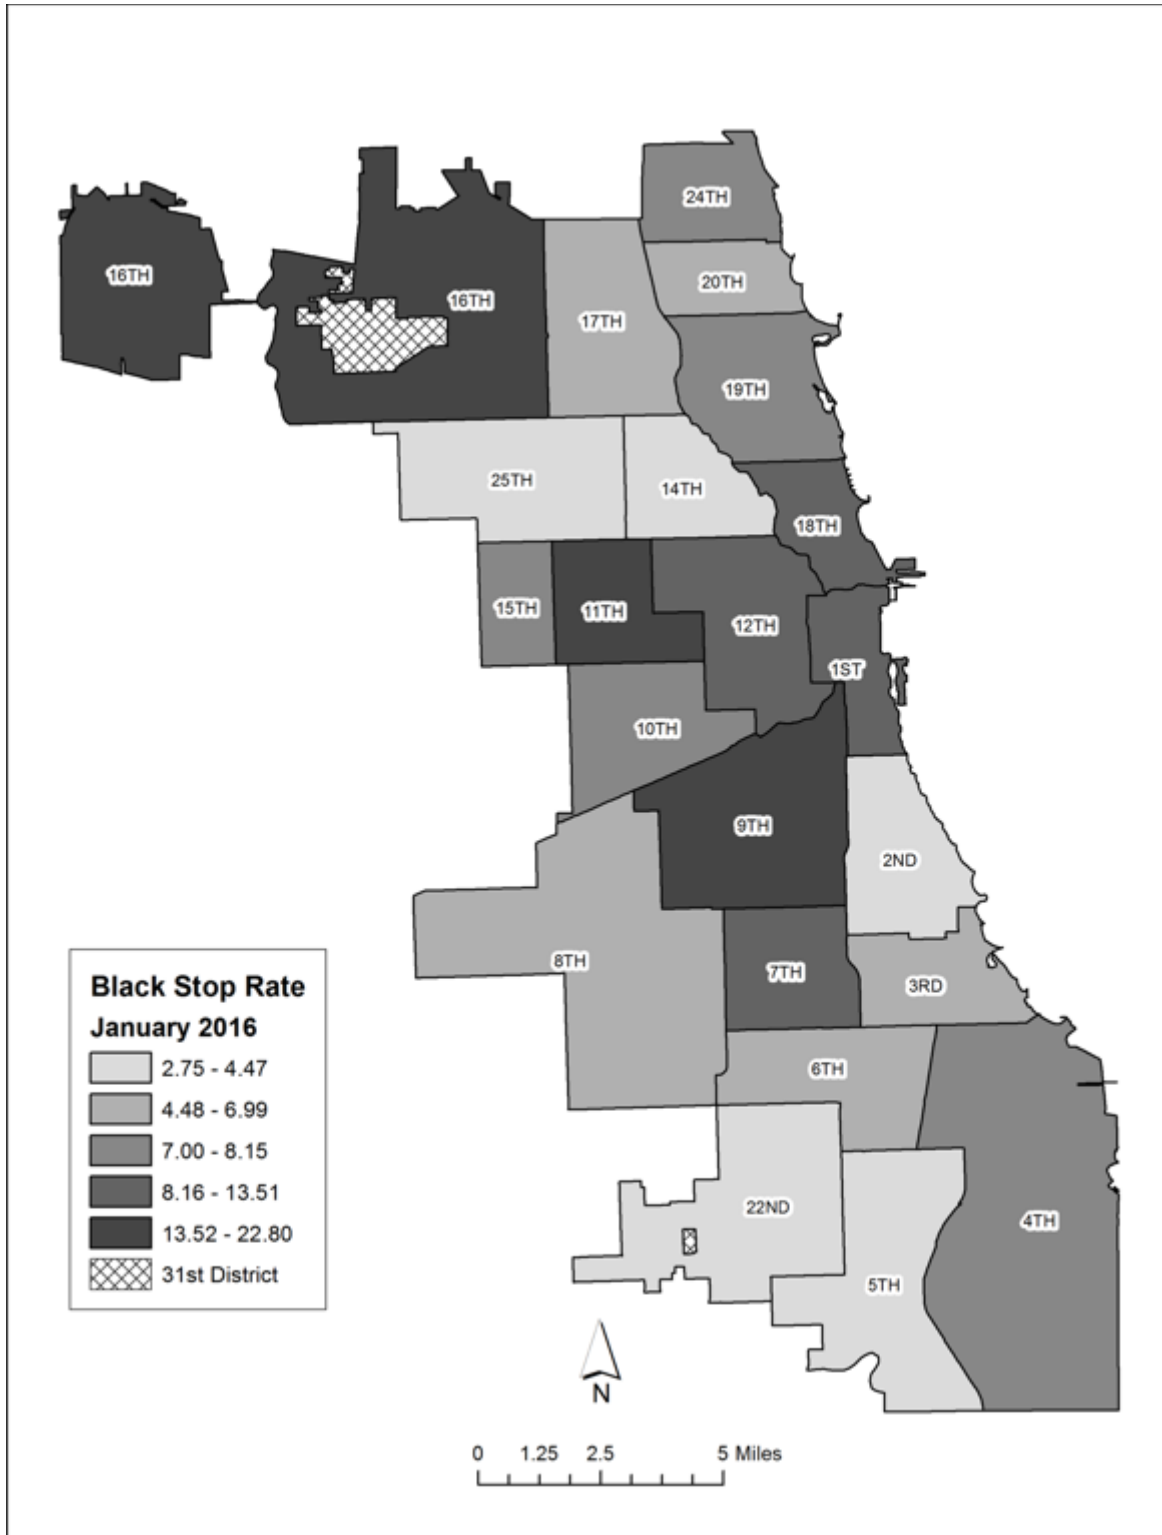 24TH
16TH
20TH
16TH
17TH
19TH
25TH
14TH
18TH
15TH
11TH
12TH
1ST
10TH
9TH
2ND
8TH
7TH
3RD
6TH
22ND
4TH
5TH
Black Stop Rate
January 2016
2.75 - 4.47
4.48 - 6.99
7.00 - 8.15
8.16 - 13.51
13.52 - 22.80
31st District
N
0 1.25 2.5 5 Miles